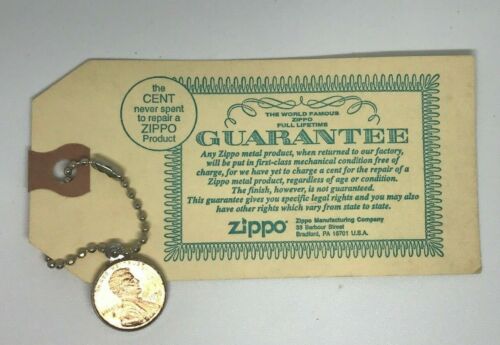 the
CENT
never spent
to repair a
ZIPPO
Product
THE WORLD FAMOUS
ZIPPO
FULL LIFETIME
GUARANTEE
Any Zippo metal product, when returned to our factory,
will be put in first-class mechanical condition free of
charge, for we have yet to charge a cent for the repair of a
Zippo metal product, regardless of age or condition.
The finish, however, is not guaranteed.
This guarantee gives you specific legal rights and you may also
have other rights which vary from state to state.
Zippo
Zippo Manufacturing Company
33 Barbour Street
Bradford, PA 16701 U.S.A.